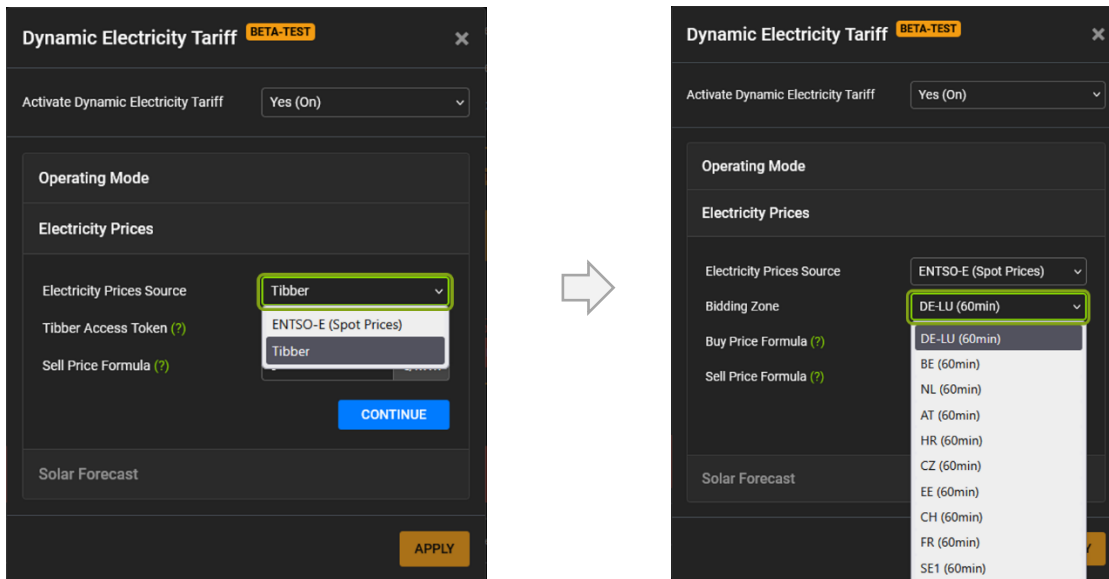 Dynamic Electricity Tariff BETA-TEST ×
Activate Dynamic Electricity Tariff Yes (On)
Operating Mode
Electricity Prices
Electricity Prices Source Tibber
ENTSO-E (Spot Prices)
Tibber Access Token (?)
Tibber
Sell Price Formula (?)
CONTINUE
Solar Forecast
APPLY
Dynamic Electricity Tariff BETA-TEST ×
Activate Dynamic Electricity Tariff Yes (On)
Operating Mode
Electricity Prices
Electricity Prices Source ENTSO-E (Spot Prices)
Bidding Zone DE-LU (60min)
Buy Price Formula (?)
Sell Price Formula (?)
DE-LU (60min)
BE (60min)
NL (60min)
AT (60min)
HR (60min)
CZ (60min)
EE (60min)
CH (60min)
FR (60min)
SE1 (60min)
Solar Forecast